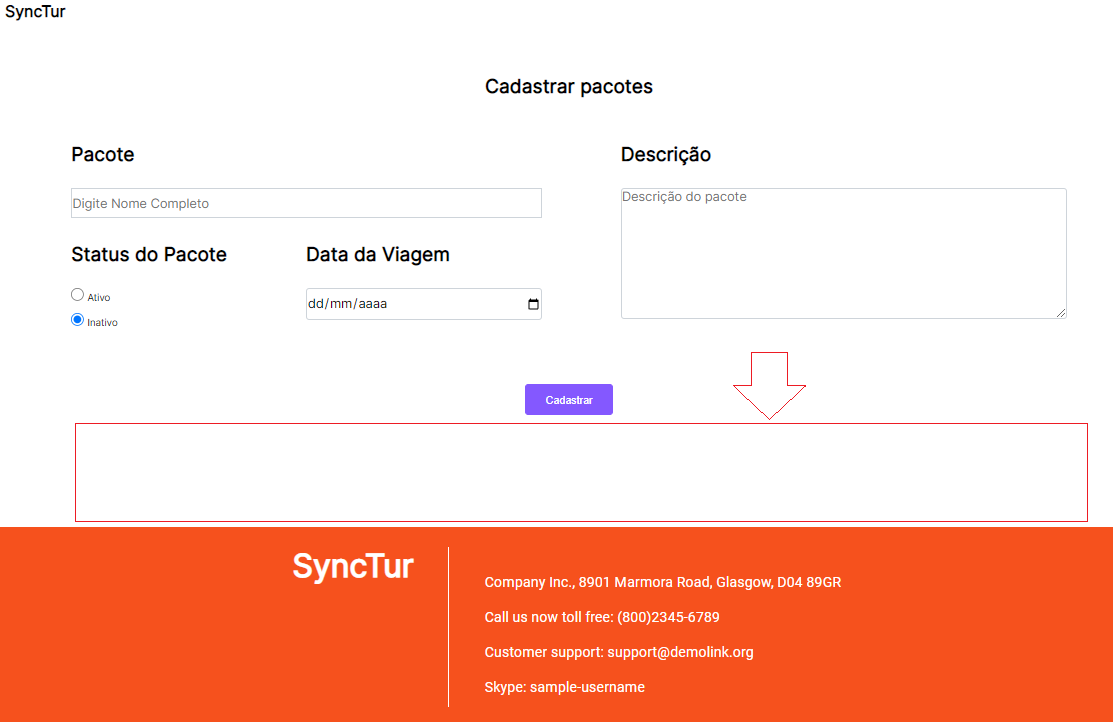 SyncTur
Cadastrar pacotes
Pacote
Descrição
Digite Nome Completo
Descrição do pacote
Status do Pacote
Data da Viagem
Ativo
dd/mm/aaaa
Inativo
Cadastrar
SyncTur
Company Inc., 8901 Marmora Road, Glasgow, D04 89GR
Call us now toll free: (800)2345-6789
Customer support: support@demolink.org
Skype: sample-username